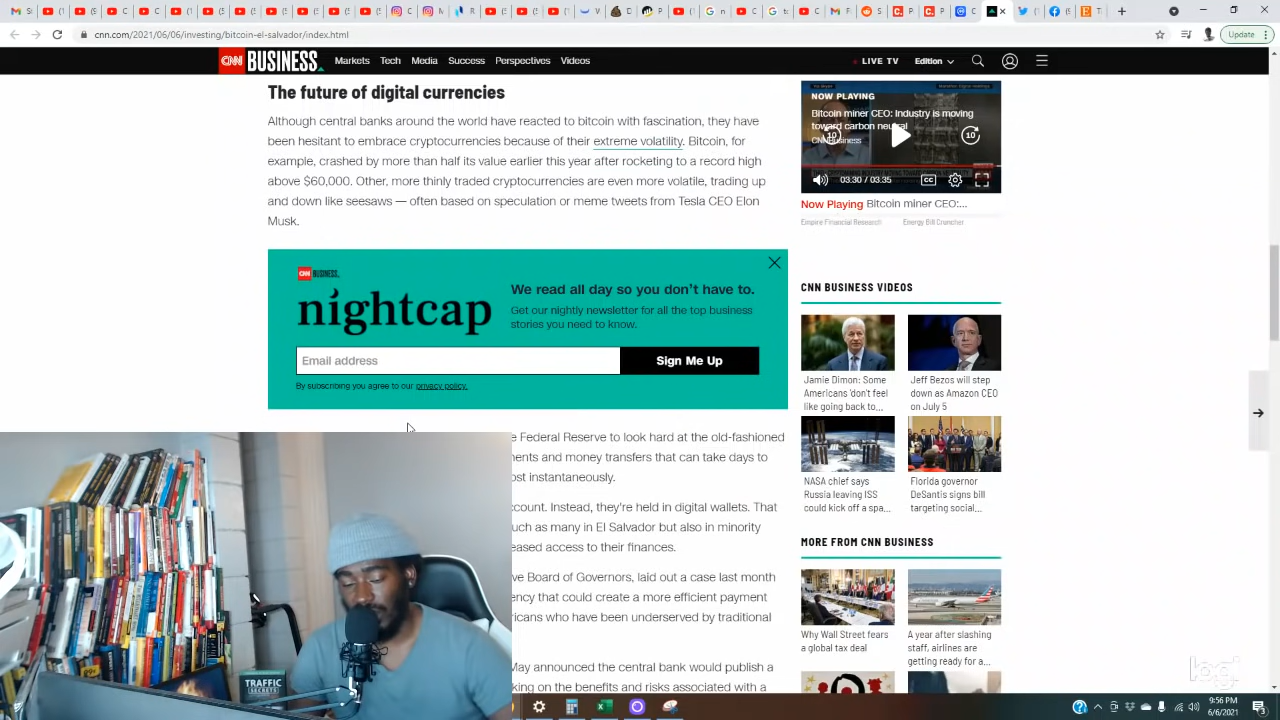 Update
cnn.com/2021/06/06/investing/bitcoin-el-salvador/index.html
CNN BUSINESS
Markets Tech Media Success Perspectives Videos
LIVE TV Edition
The future of digital currencies
Although central banks around the world have reacted to bitcoin with fascination, they have
been hesitant to embrace cryptocurrencies because of their extreme volatility. Bitcoin, for
example, crashed by more than half its value earlier this year after rocketing to a record high
above $60,000. Other, more thinly traded cryptocurrencies are even more volatile, trading up
and down like seesaws — often based on speculation or meme tweets from Tesla CEO Elon
Musk.
CNN BUSINESS
nightcap
We read all day so you don't have to.
Get our nightly newsletter for all the top business
stories you need to know.
Email address
Sign Me Up
By subscribing you agree to our privacy policy.
e Federal Reserve to look hard at the old-fashioned
ents and money transfers that can take days to
ost instantaneously.
ccount. Instead, they're held in digital wallets. That
uch as many in El Salvador but also in minority
eased access to their finances.
ve Board of Governors, laid out a case last month
ency that could create a more efficient payment
ricans who have been underserved by traditional
May announced the central bank would publish a
king on the benefits and risks associated with a
NOW PLAYING
Bitcoin miner CEO: Industry is moving
toward carbon neutral
CNNBusiness
10
10
03:30 / 03:35
CC
Now Playing Bitcoin miner CEO:...
Empire Financial Research
Energy Bill Cruncher
CNN BUSINESS VIDEOS
Jamie Dimon: Some
Americans 'don't feel
like going back to...
Jeff Bezos will step
down as Amazon CEO
on July 5
NASA chief says
Russia leaving ISS
could kick off a spa...
Florida governor
DeSantis signs bill
targeting social...
MORE FROM CNN BUSINESS
Why Wall Street fears
a global tax deal
A year after slashing
staff, airlines are
getting ready for a...
TRAFFIC
SECRETS
logi
9:56 PM
6/6/2021
3